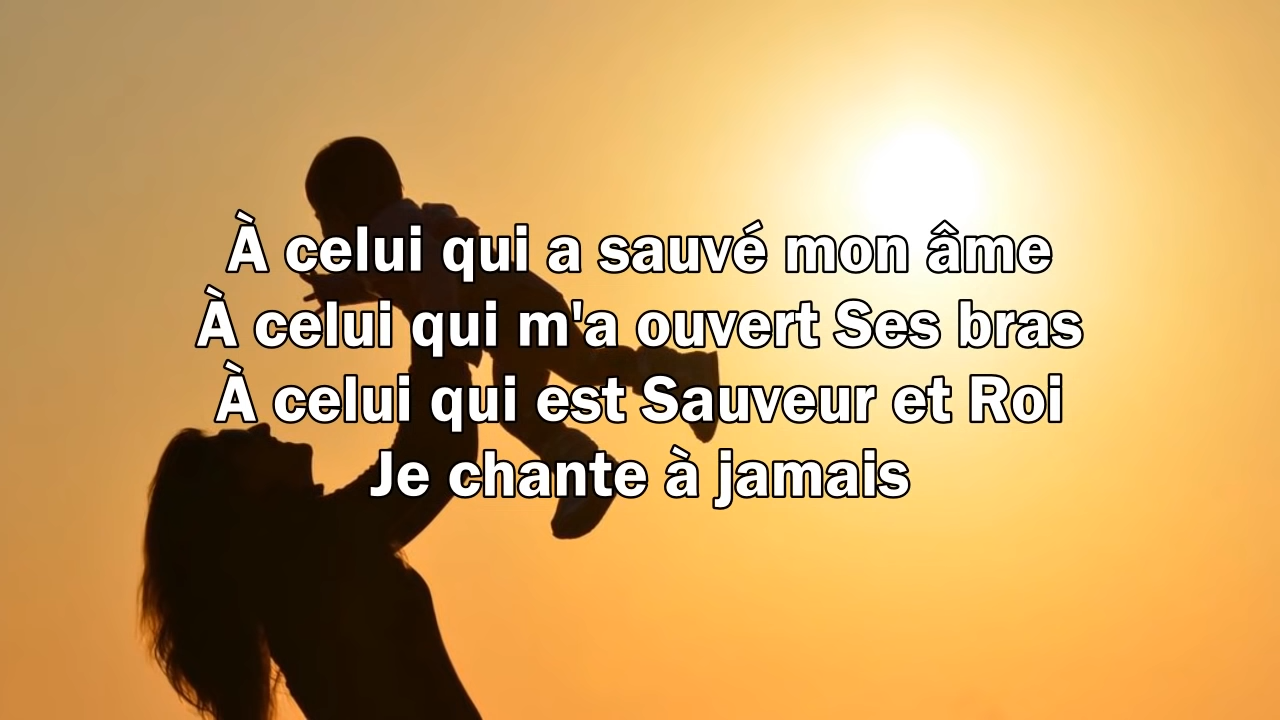 À celui qui a sauvé mon âme
À celui qui m'a ouvert Ses bras
À celui qui est Sauveur et Roi
Je chante à jamais